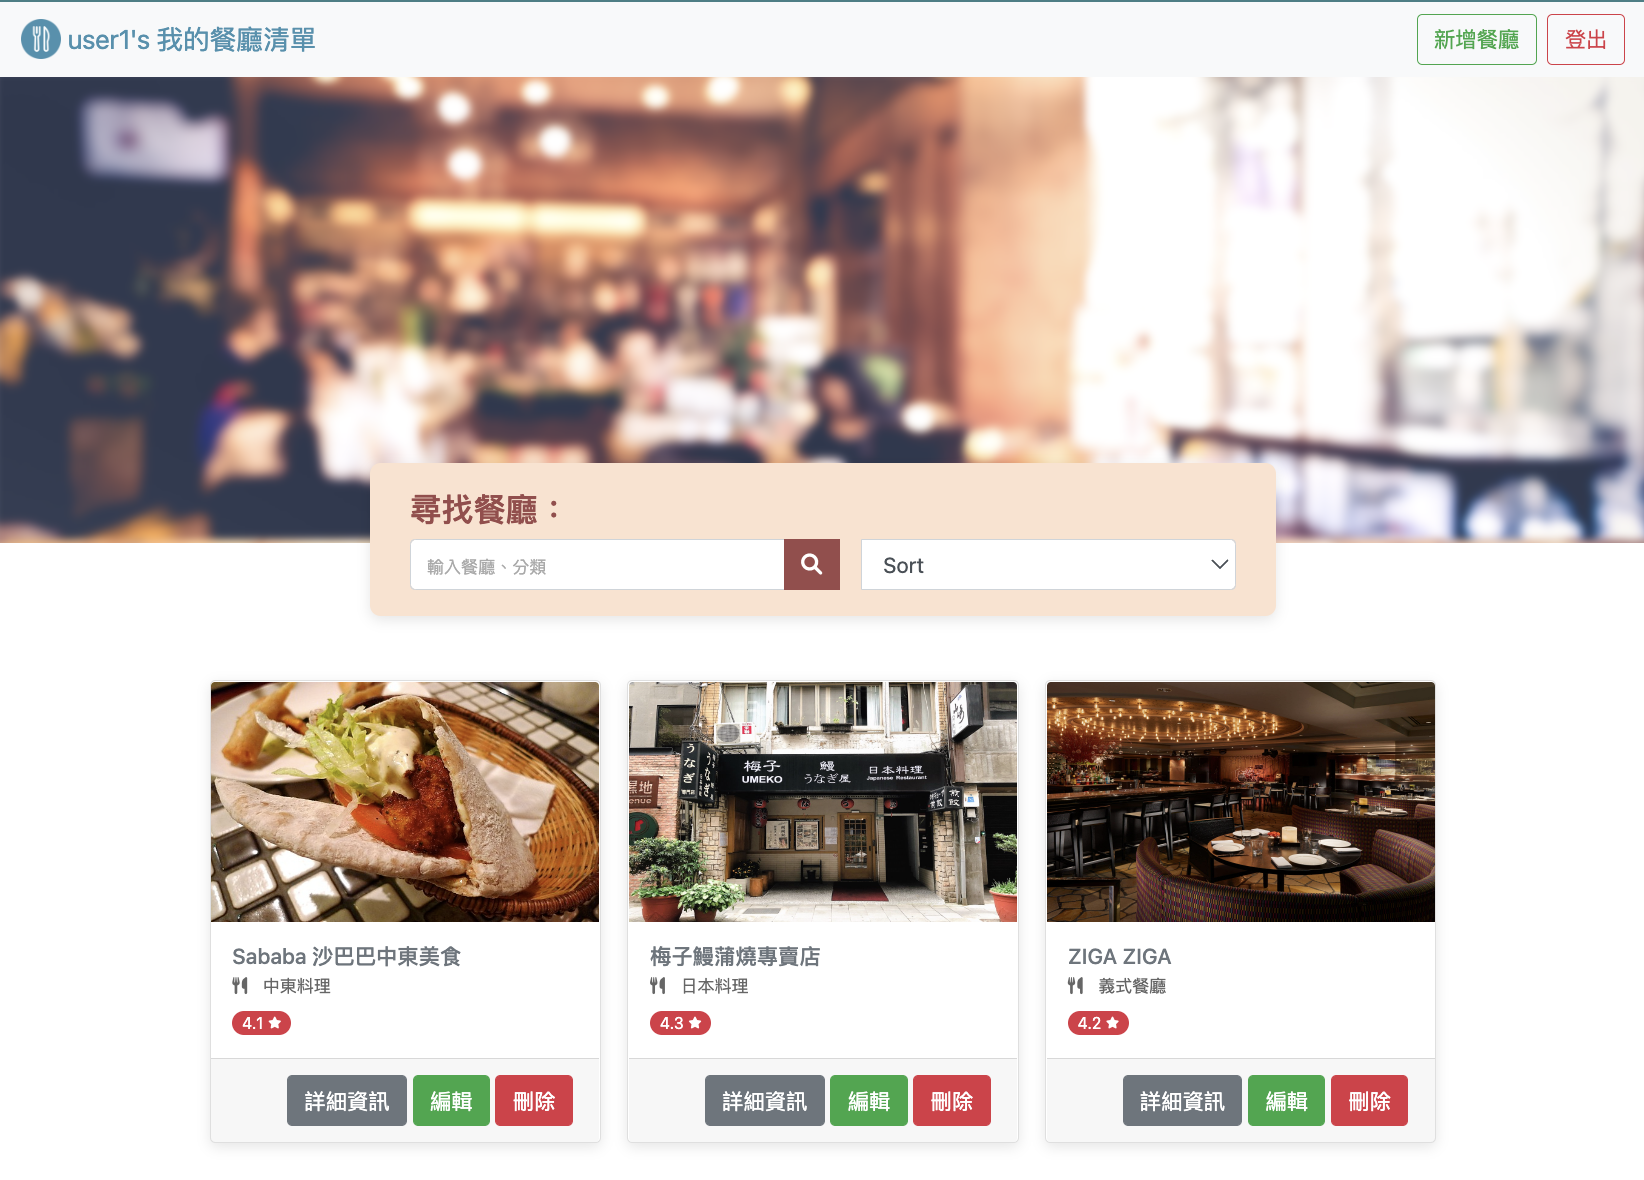 user1's 我的餐廳清單
新增餐廳
登出
尋找餐廳：
輸入餐廳、分類
Sort
うなぎ
梅子
UMEKO
鰻
うなぎ屋
日本料理
Japanese Restaurant
Sababa 沙巴巴中東美食
中東料理
4.1
詳細資訊
編輯
刪除
梅子鰻蒲燒專賣店
日本料理
4.3
詳細資訊
編輯
刪除
ZIGA ZIGA
義式餐廳
4.2
詳細資訊
編輯
刪除